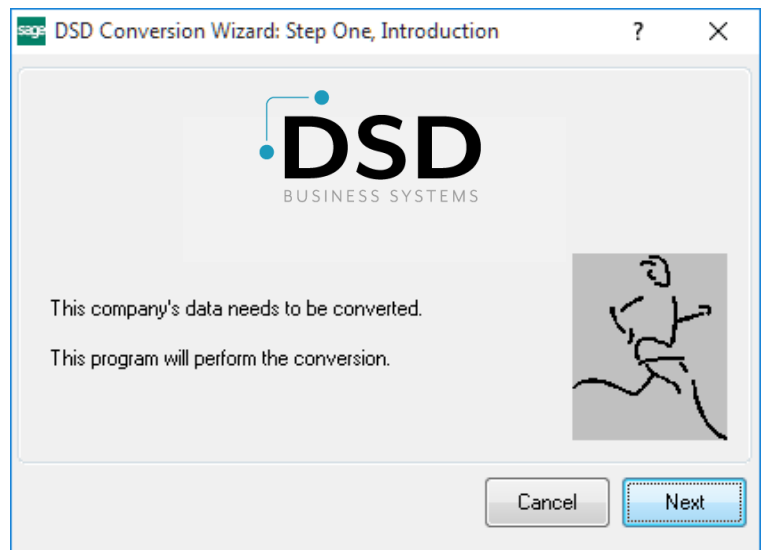 sage DSD Conversion Wizard: Step One, Introduction ?
DSD
BUSINESS SYSTEMS
This company's data needs to be converted.
This program will perform the conversion.
Cancel Next